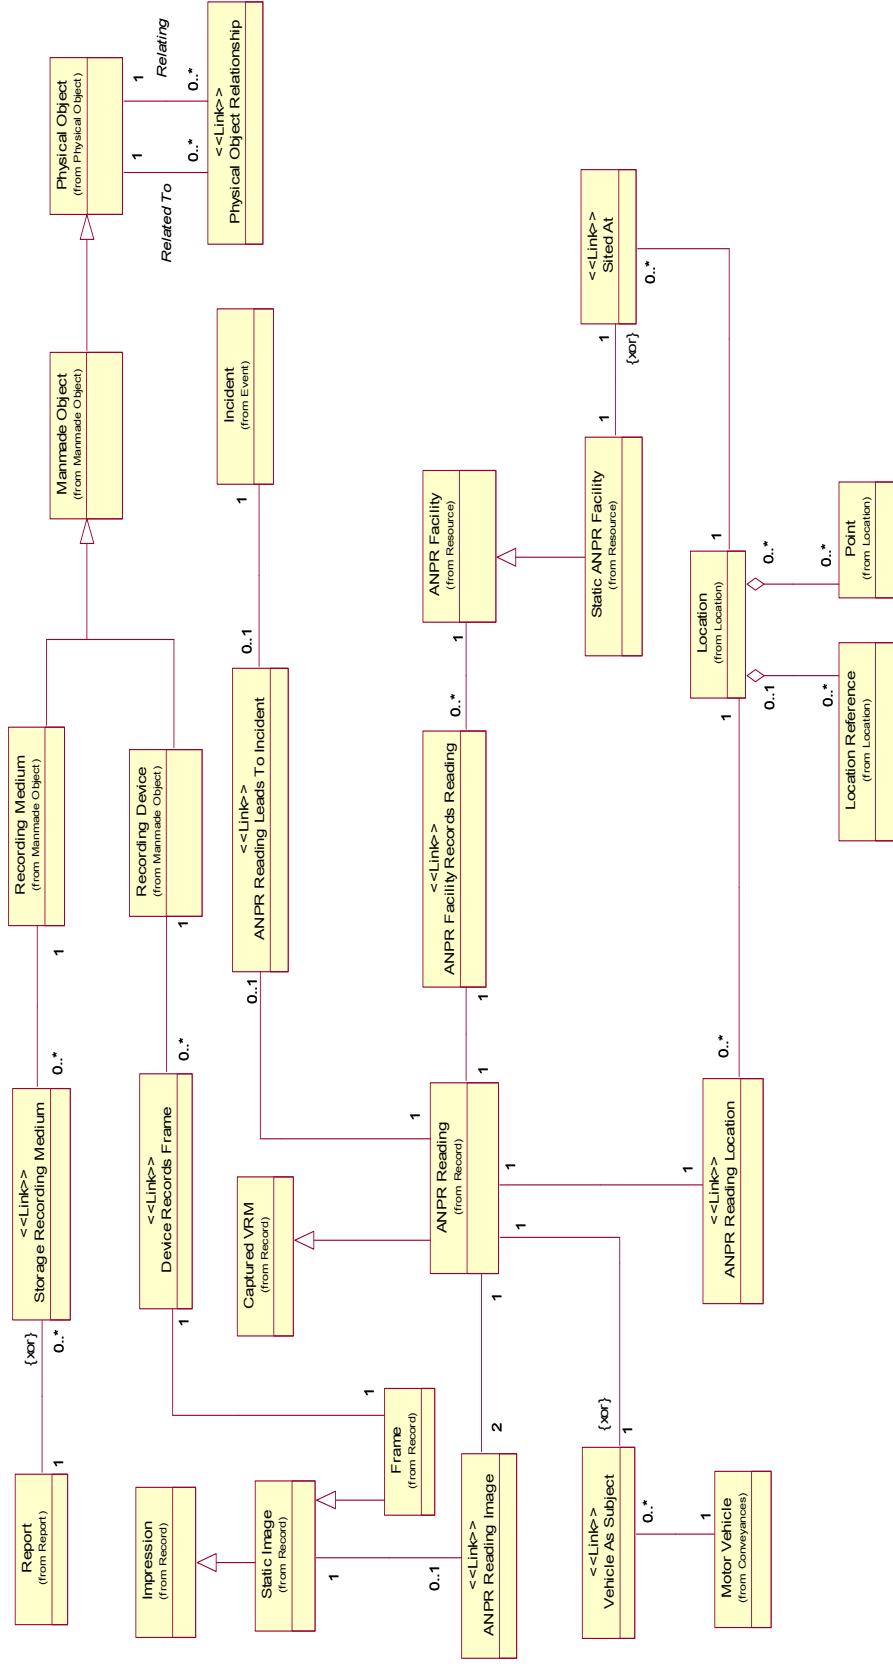 Report
(from Report)
1
{xor}
0..*
<<Link>>
Storage Recording Medium
0..*
1
Recording Medium
(from Manmade Object)
Manmade Object
(from Manmade Object)
Physical Object
(from Physical Object)
1
1
Related To
Relating
0..*
0..*
<<Link>>
Physical Object Relationship
Impression
(from Record)
Static Image
(from Record)
Frame
(from Record)
1
1
<<Link>>
Device Records Frame
0..*
1
Recording Device
(from Manmade Object)
Captured VRM
(from Record)
<<Link>>
ANPR Reading Leads To Incident
0..1
0..1
1
1
Incident
(from Event)
1
0..1
<<Link>>
ANPR Reading Image
2
1
ANPR Reading
(from Record)
1
1
<<Link>>
ANPR Facility Records Reading
0..*
1
ANPR Facility
(from Resource)
Static ANPR Facility
(from Resource)
1
1
{xor}
<<Link>>
Sited At
0..*
1
1
{xor}
1
<<Link>>
Vehicle As Subject
0..*
1
Motor Vehicle
(from Conveyances)
1
1
<<Link>>
ANPR Reading Location
0..*
1
Location
(from Location)
0..1
0..*
0..*
0..*
Location Reference
(from Location)
Point
(from Location)